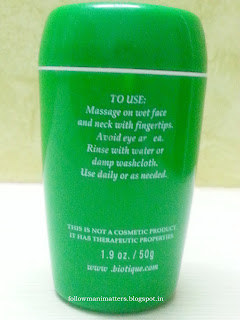 TO USE:
Massage on wet face
and neck with fingertips.
Avoid eye ar ea.
Rinse with water or
damp washcloth.
Use daily or as needed.
THIS IS NOT A COSMETIC PRODUCT.
IT HAS THERAPEUTIC PROPERTIES.
1.9 oz. / 50g
www .biotique.com
followmanimatters.blogspot.in